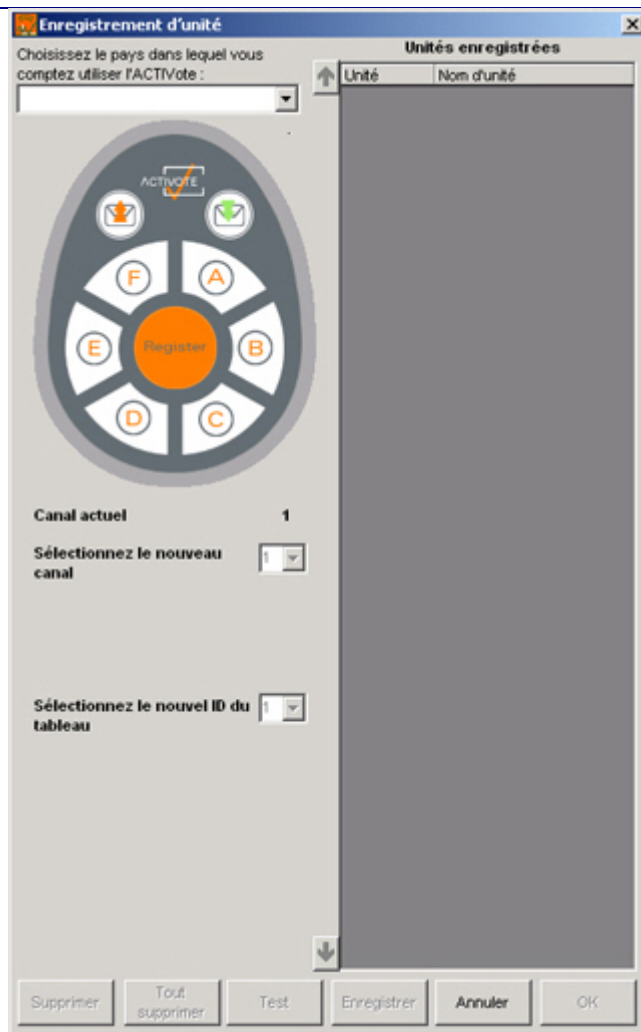 Enregistrement d'unité
Choisissez le pays dans lequel vous
comptez utiliser l'ACTIVote :
Unités enregistrées
Unité Nom d'unité
ACTIVOTE
F A
E Register B
D C
Canal actuel 1
Sélectionnez le nouveau 1
canal
Sélectionnez le nouvel ID du 1
tableau
Supprimer Tout
supprimer Test Enregistrer Annuler OK